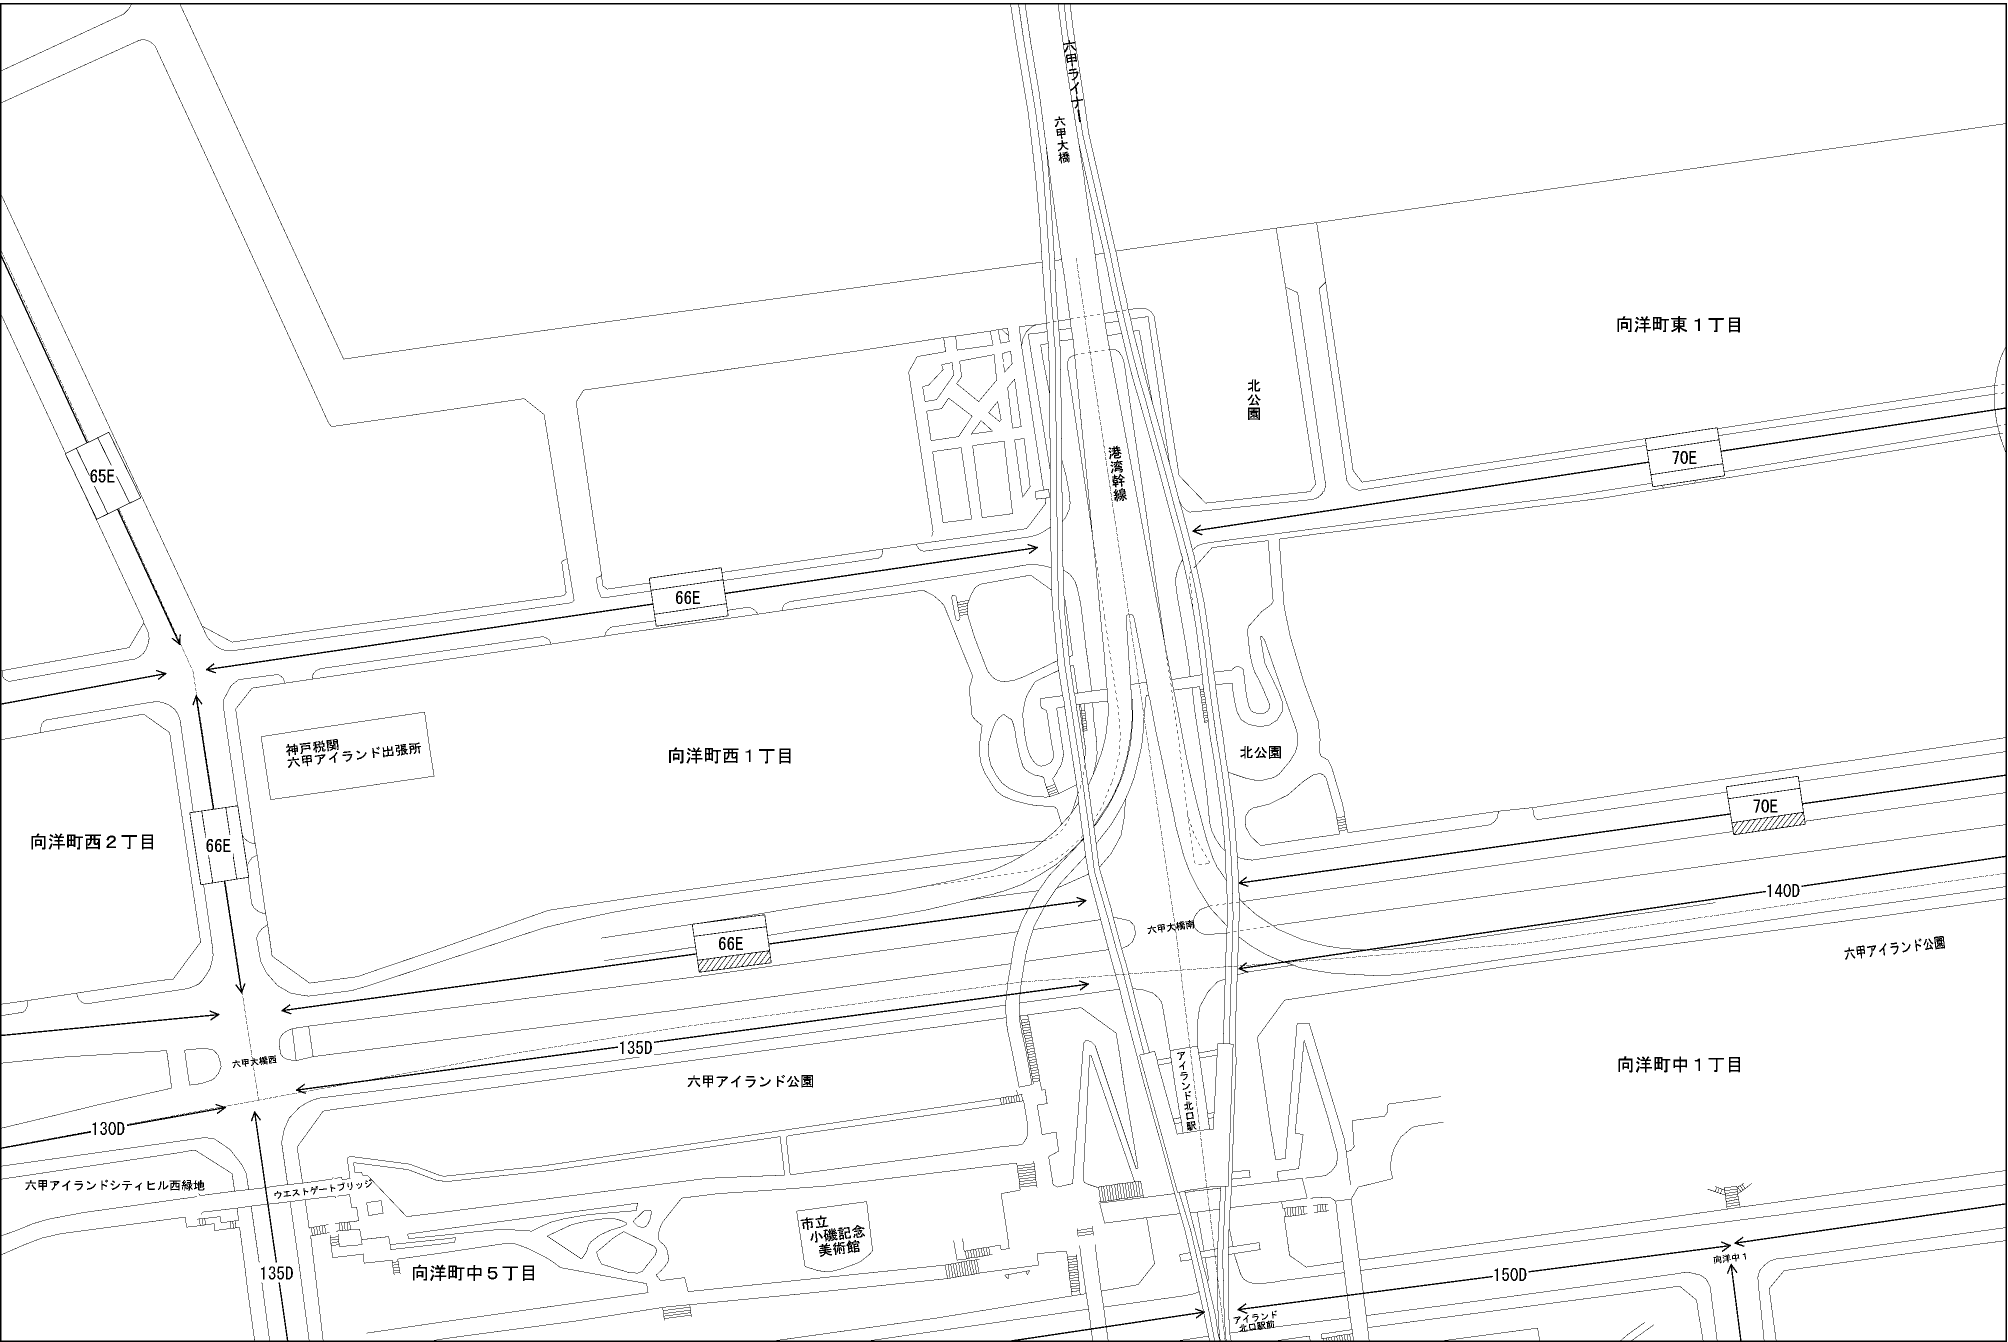 六甲ライナー
六甲大橋
向洋町東1丁目
北公園
港湾幹線
65E
70E
66E
神戸税関
六甲アイランド出張所
向洋町西1丁目
北公園
70E
向洋町西2丁目
66E
140D
六甲大橋南
66E
六甲アイランド公園
135D
六甲大橋西
六甲アイランド公園
アイランド北口駅
向洋町中1丁目
130D
六甲アイランドシティヒル西緑地
ウエストゲートブリッジ
市立
小磯記念
美術館
135D
向洋町中5丁目
向洋中1
150D
アイランド
北口駅前